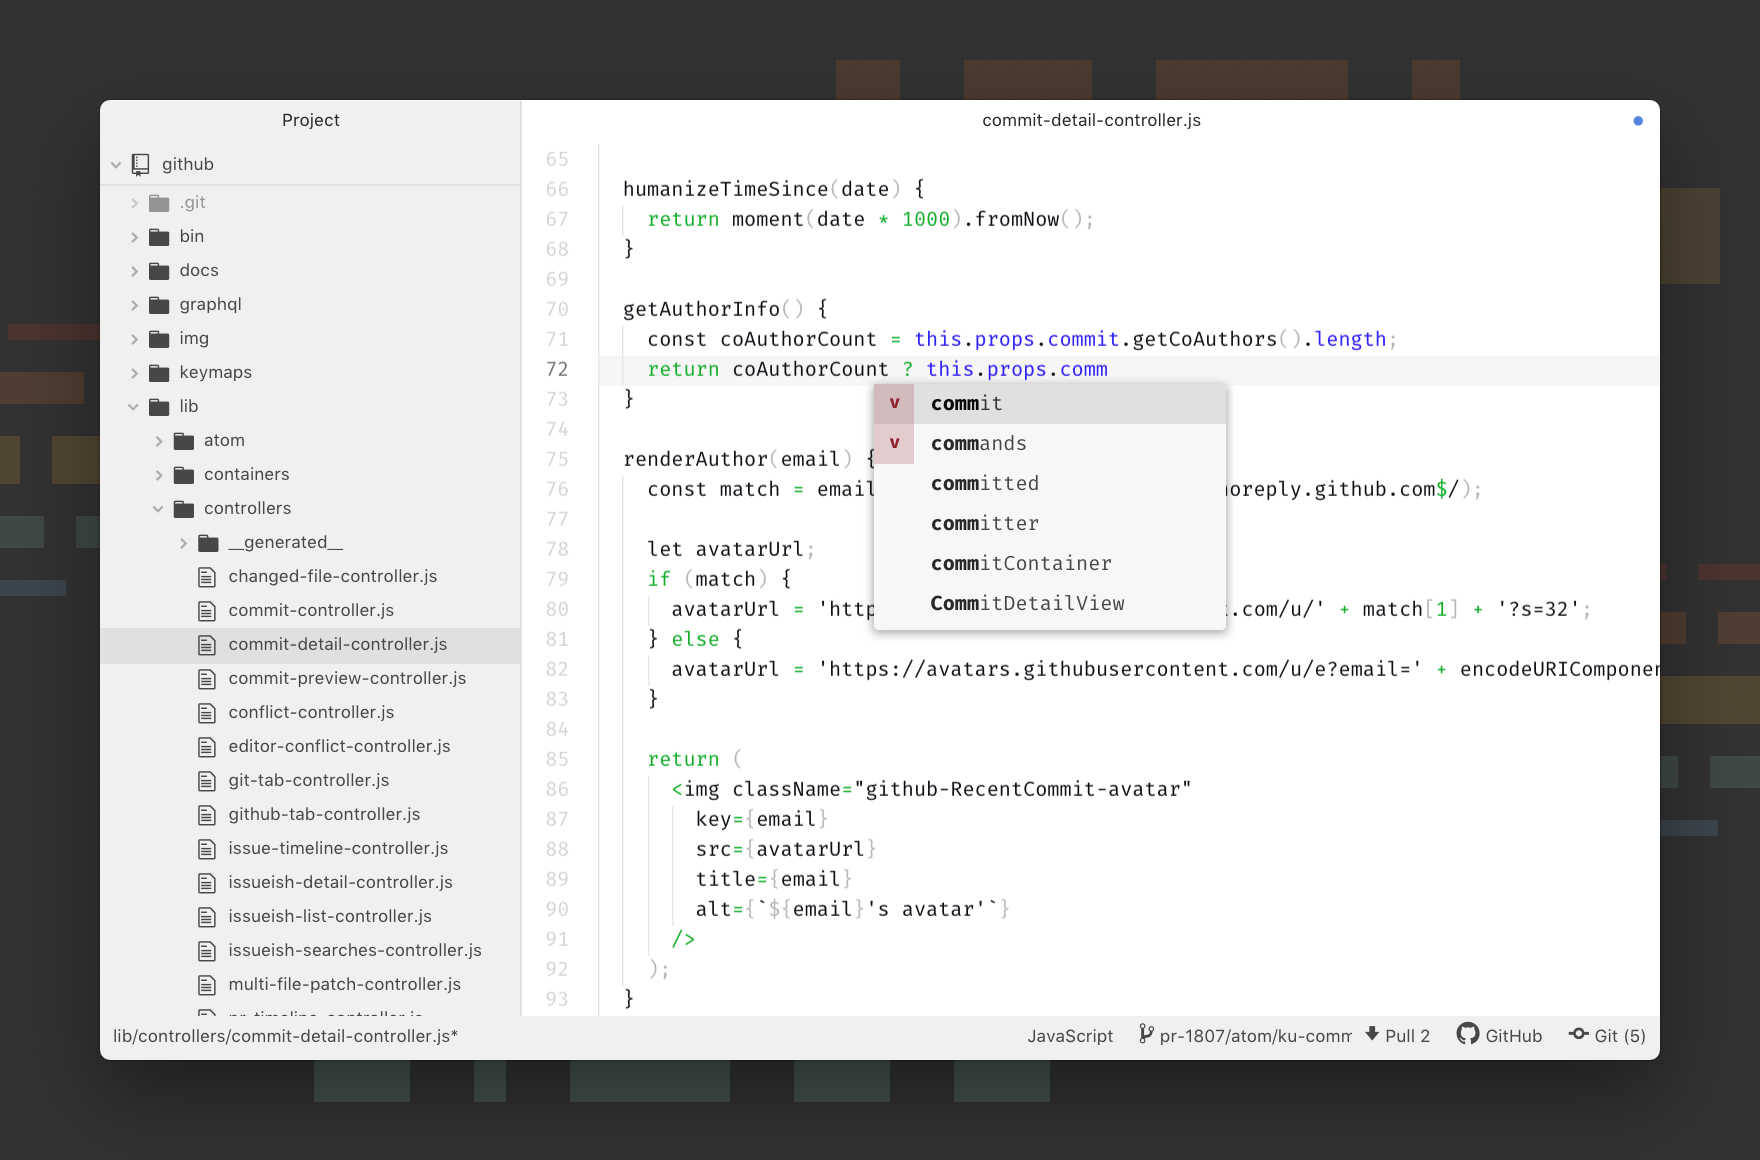 Project
github
.git
bin
docs
graphql
img
keymaps
lib
atom
containers
controllers
__generated__
changed-file-controller.js
commit-controller.js
commit-detail-controller.js
commit-preview-controller.js
conflict-controller.js
editor-conflict-controller.js
git-tab-controller.js
github-tab-controller.js
issue-timeline-controller.js
issueish-detail-controller.js
issueish-list-controller.js
issueish-searches-controller.js
multi-file-patch-controller.js
commit-detail-controller.js
65
66 humanizeTimeSince(date) {
67 return moment(date * 1000).fromNow();
68 }
69
70 getAuthorInfo() {
71 const coAuthorCount = this.props.commit.getCoAuthors().length;
72 return coAuthorCount ? this.props.comm
73 }
74
75 renderAuthor(email) {
76 const match = email noreply.github.com$/);
77
78 let avatarUrl;
79 if (match) {
80 avatarUrl = 'http t.com/u/' + match[1] + '?s=32';
81 } else {
82 avatarUrl = 'https://avatars.githubusercontent.com/u/e?email=' + encodeURIComponen
83 }
84
85 return (
86 <img className="github-RecentCommit-avatar"
87 key={email}
88 src={avatarUrl}
89 title={email}
90 alt={`${email}'s avatar'`}
91 />
92 );
93 }
v commit
v commands
committed
committer
commitContainer
CommitDetailView
lib/controllers/commit-detail-controller.js* JavaScript pr-1807/atom/ku-comm Pull 2 GitHub Git (5)